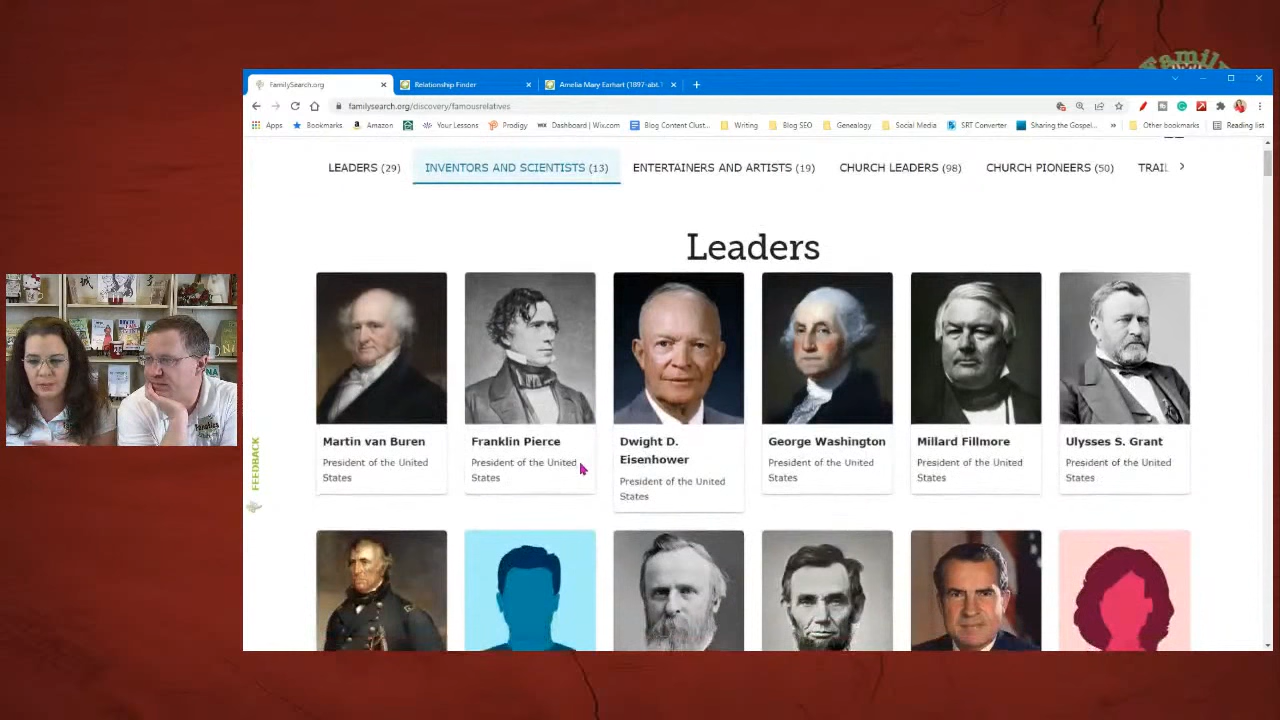 Family
FamilySearch.org
Relationship Finder
Amelia Mary Earhart (1897-abt.
familysearch.org/discovery/famousrelatives
Apps
Bookmarks
Amazon
Your Lessons
Prodigy
Dashboard | Wix.com
Blog Content Clust...
Writing
Blog SEO
Genealogy
Social Media
SRT Converter
Sharing the Gospel...
Other bookmarks
Reading list
LEADERS (29)
INVENTORS AND SCIENTISTS (13)
ENTERTAINERS AND ARTISTS (19)
CHURCH LEADERS (98)
CHURCH PIONEERS (50)
TRAIL
Leaders
Martin van Buren
President of the United
States
Franklin Pierce
President of the United
States
Dwight D.
Eisenhower
President of the United
States
George Washington
President of the United
States
Millard Fillmore
President of the United
States
Ulysses S. Grant
President of the United
States
FEEDBACK